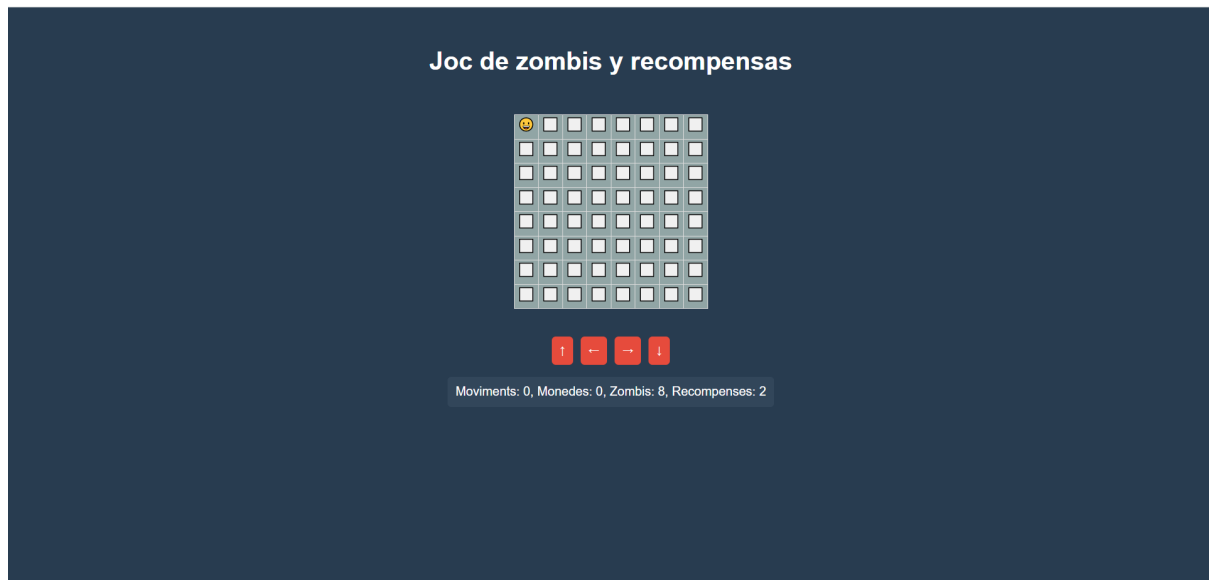 Joc de zombis y recompensas
↑ ← → ↓
Moviments: 0, Monedes: 0, Zombis: 8, Recompenses: 2